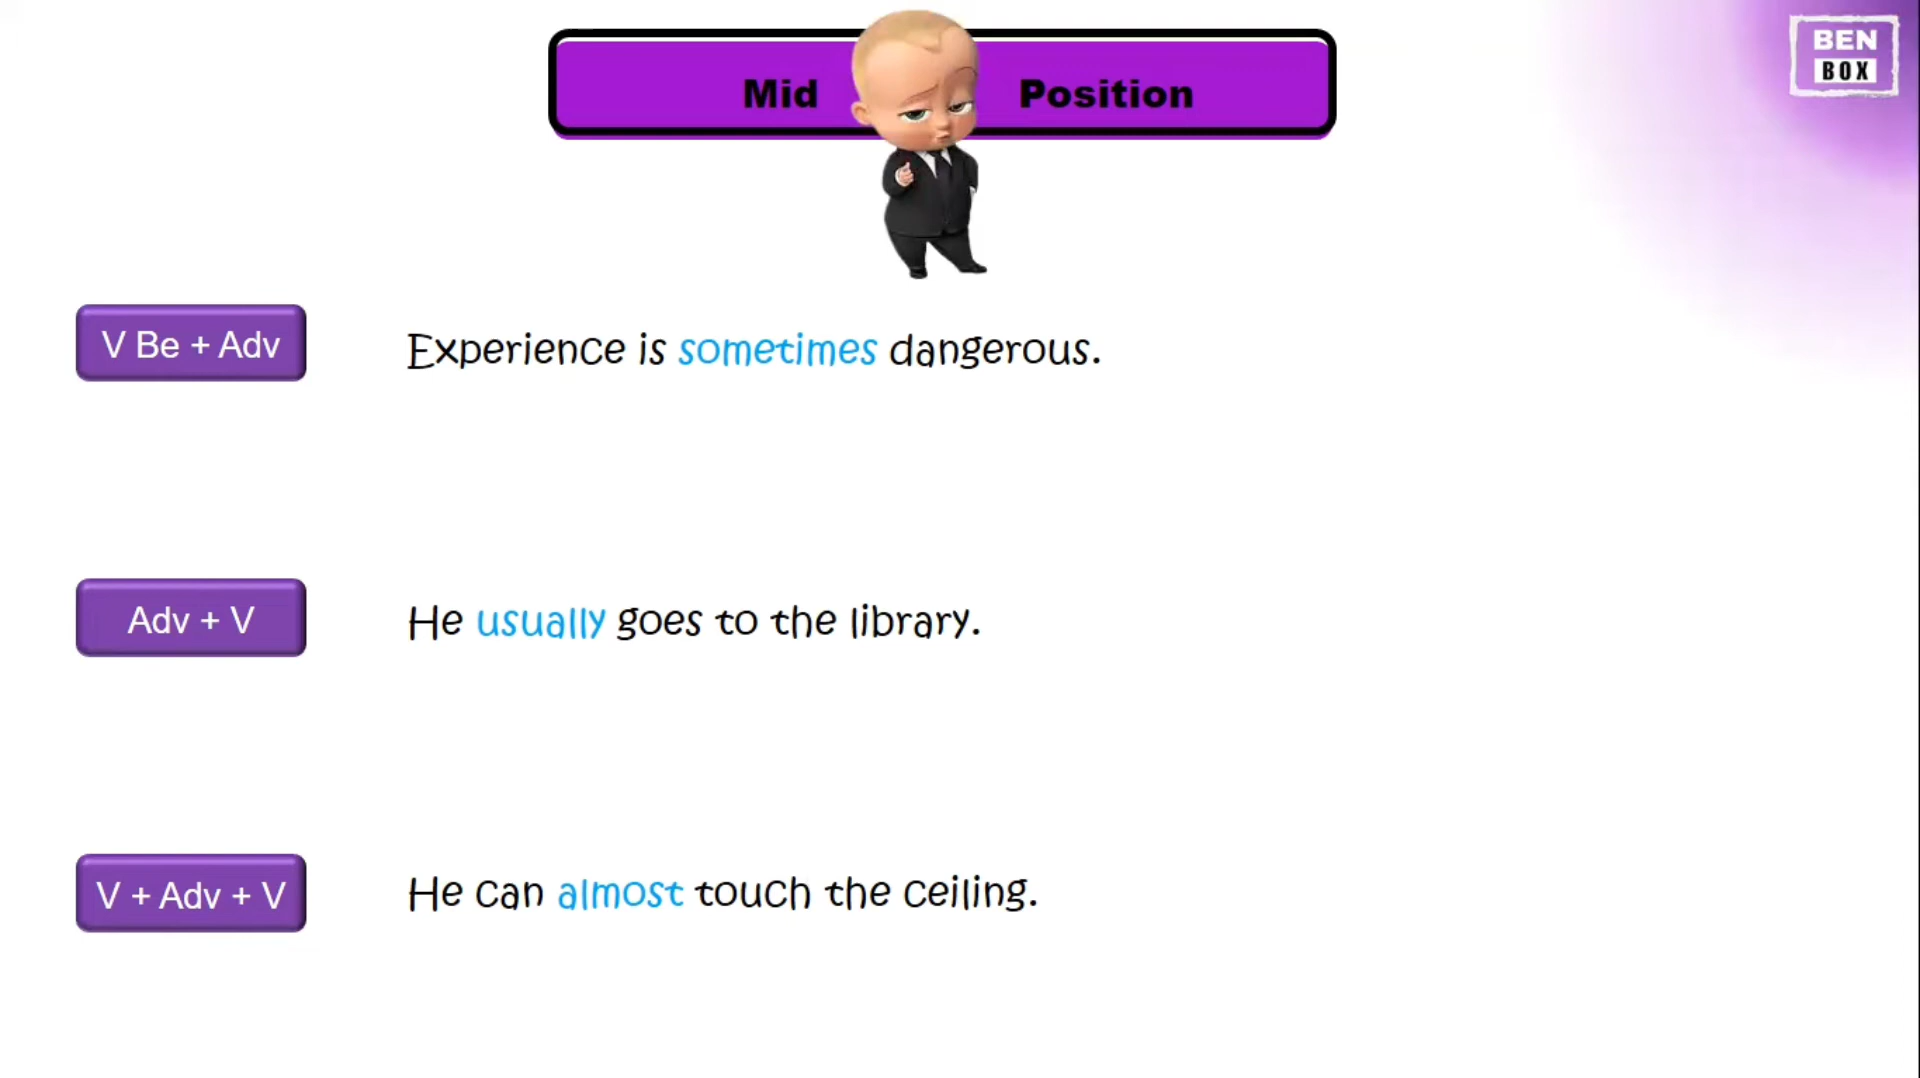 Mid Position
BEN
BOX
V Be + Adv
Experience is sometimes dangerous.
Adv + V
He usually goes to the library.
V + Adv + V
He can almost touch the ceiling.